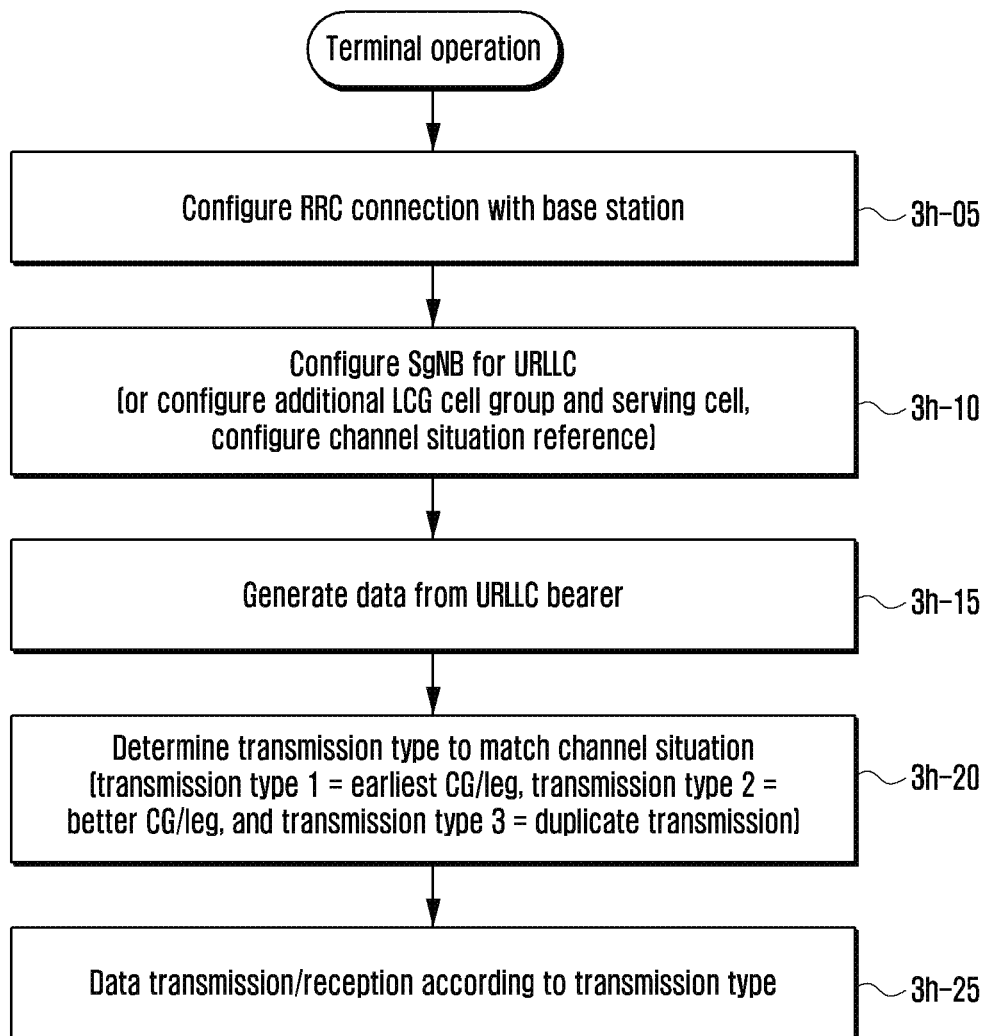 Terminal operation
Configure RRC connection with base station
3h-05
Configure SgNB for URLLC
(or configure additional LCG cell group and serving cell,
configure channel situation reference)
3h-10
Generate data from URLLC bearer
3h-15
Determine transmission type to match channel situation
(transmission type 1 = earliest CG/leg, transmission type 2 =
better CG/leg, and transmission type 3 = duplicate transmission)
3h-20
Data transmission/reception according to transmission type
3h-25